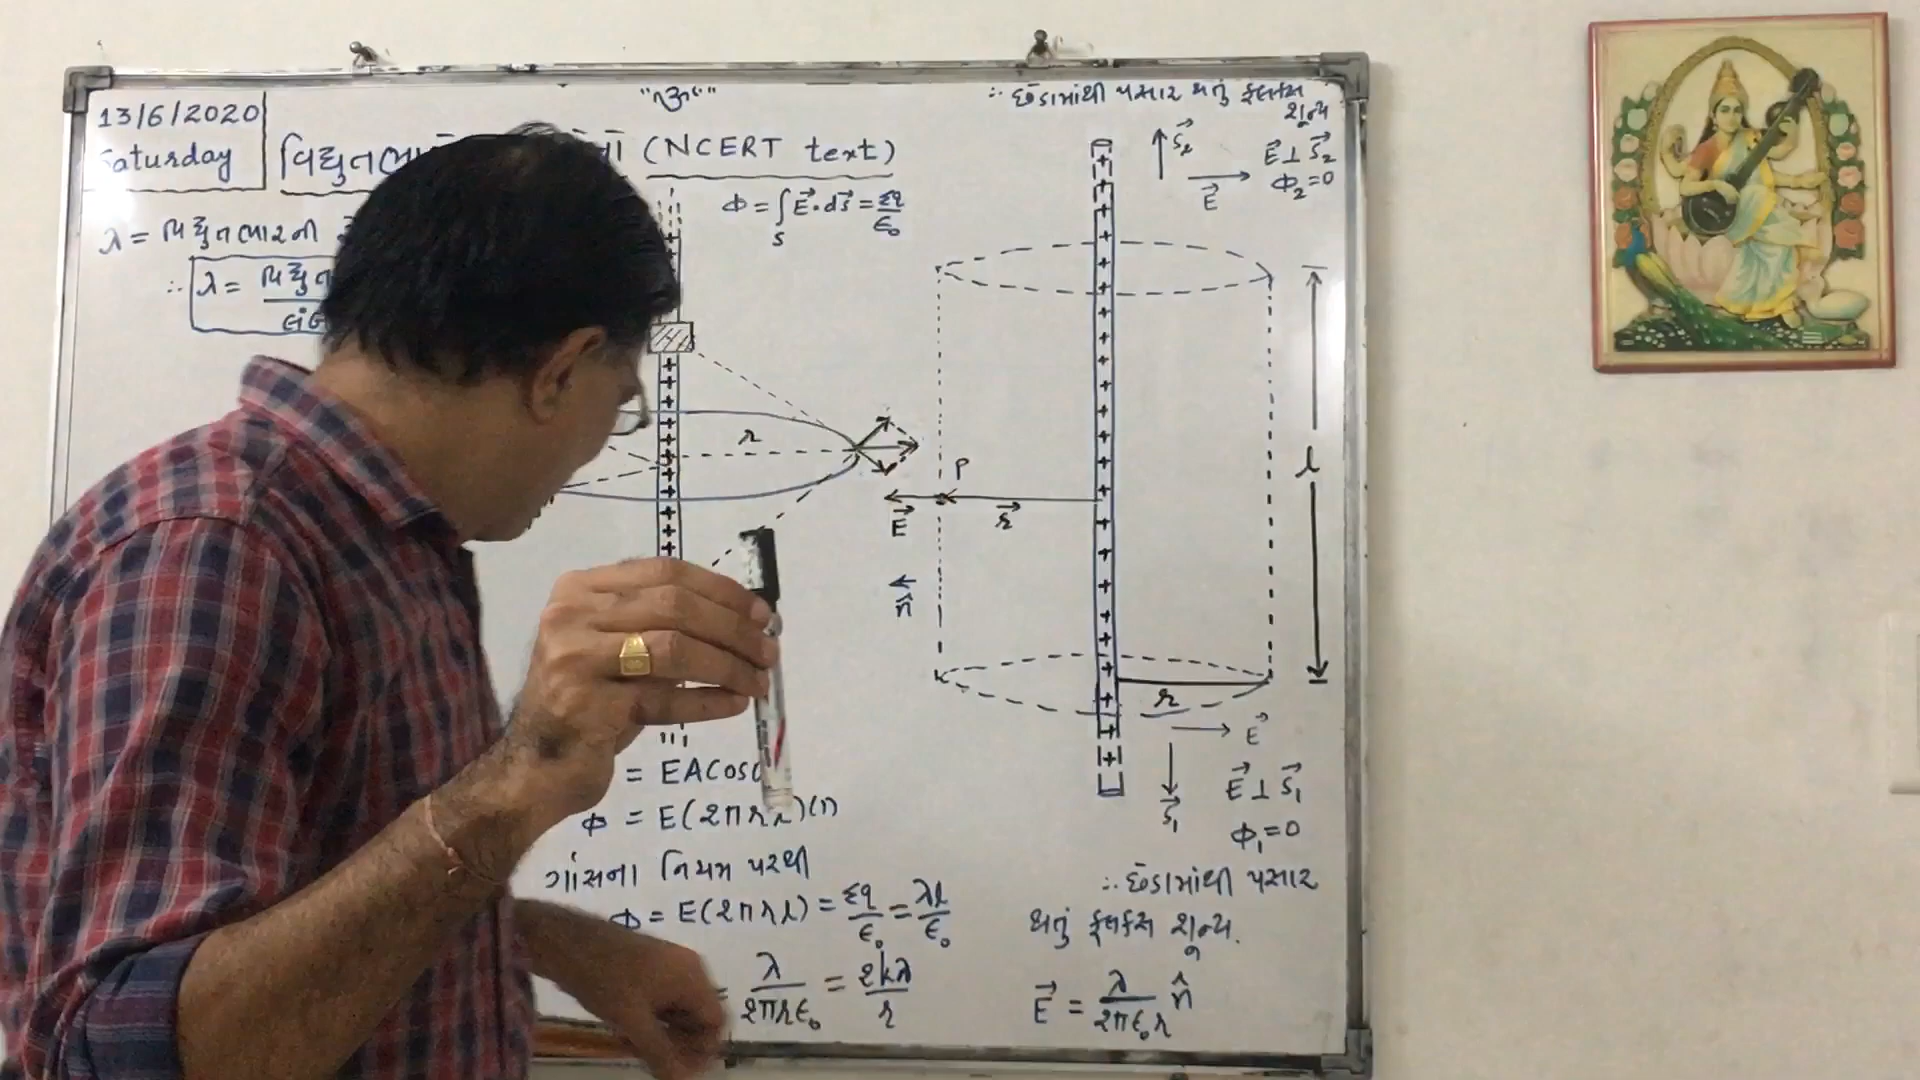 13/6/2020
Saturday
"ૐ"
(NCERT text)
λ = વિદ્યુતભારની
∴ λ =
Φ = ∫ E⃗·dS⃗ = Σq/ε₀
S
r
= EACos
Φ = E(2πrl)(1)
ગૉસના નિયમ પરથી
Φ = E(2πrl) = Σq/ε₀ = λl/ε₀
= λ/2πrε₀ = 2kλ/r
∴ છેડામાંથી પસાર થતું ફ્લક્સ
શૂન્ય
S⃗₂
E⃗
E⃗ ⊥ S⃗₂
Φ₂=0
l
P
E⃗
r⃗
n̂
r
E⃗
S⃗₁
E⃗ ⊥ S⃗₁
Φ₁=0
∴ છેડામાંથી પસાર
થતું ફ્લક્સ શૂન્ય.
E⃗ = λ/2πε₀r n̂